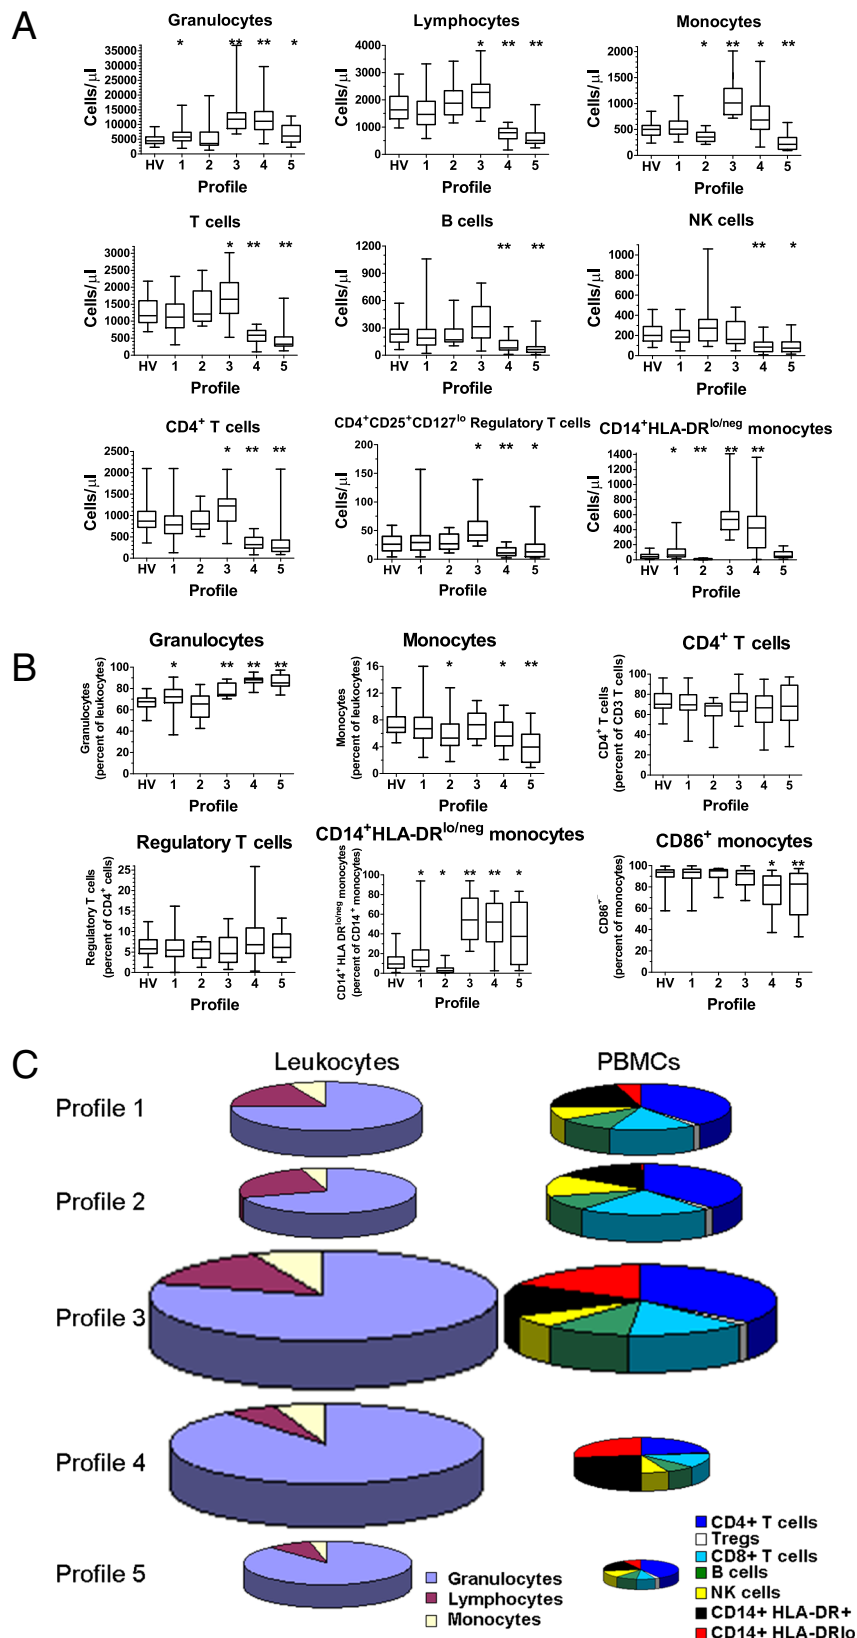 A
Granulocytes Lymphocytes Monocytes
Cells/µl
35000
30000
25000
20000
15000
10000
5000
0
* ** ** *
HV 1 2 3 4 5
Profile
Cells/µl
4000
3000
2000
1000
0
* ** **
HV 1 2 3 4 5
Profile
Cells/µl
2000
1500
1000
500
0
* ** * **
HV 1 2 3 4 5
Profile
T cells B cells NK cells
Cells/µl
3000
2500
2000
1500
1000
500
0
* ** **
HV 1 2 3 4 5
Profile
Cells/µl
1200
900
600
300
0
** **
HV 1 2 3 4 5
Profile
Cells/µl
1000
800
600
400
200
0
** *
HV 1 2 3 4 5
Profile
CD4⁺ T cells CD4⁺CD25⁺CD127ˡᵒ Regulatory T cells CD14⁺HLA-DRˡᵒ/ⁿᵉᵍ monocytes
Cells/µl
2500
2000
1500
1000
500
0
* ** **
HV 1 2 3 4 5
Profile
Cells/µl
200
150
100
50
0
* ** *
HV 1 2 3 4 5
Profile
Cells/µl
1400
1200
1000
800
600
400
200
0
* ** ** **
HV 1 2 3 4 5
Profile
B
Granulocytes Monocytes CD4⁺ T cells
Granulocytes
(percent of leukocytes)
100
80
60
40
20
0
* ** ** **
HV 1 2 3 4 5
Profile
Monocytes
(percent of leukocytes)
16
12
8
4
0
* * **
HV 1 2 3 4 5
Profile
CD4⁺ T cells
(percent of CD3 T cells)
100
80
60
40
20
0
HV 1 2 3 4 5
Profile
Regulatory T cells CD14⁺HLA-DRˡᵒ/ⁿᵉᵍ monocytes CD86⁺ monocytes
Regulatory T cells
(percent of CD4⁺ cells)
25
20
15
10
5
0
HV 1 2 3 4 5
Profile
CD14⁺ HLA DRˡᵒ/ⁿᵉᵍ monocytes
(percent of CD14⁺ monocytes)
100
80
60
40
20
0
* * ** ** *
HV 1 2 3 4 5
Profile
CD86⁺
(percent of monocytes)
100
80
60
40
20
0
* **
HV 1 2 3 4 5
Profile
C
Leukocytes PBMCs
Profile 1
Profile 2
Profile 3
Profile 4
Profile 5
Granulocytes
Lymphocytes
Monocytes
CD4+ T cells
Tregs
CD8+ T cells
B cells
NK cells
CD14+ HLA-DR+
CD14+ HLA-DRlo